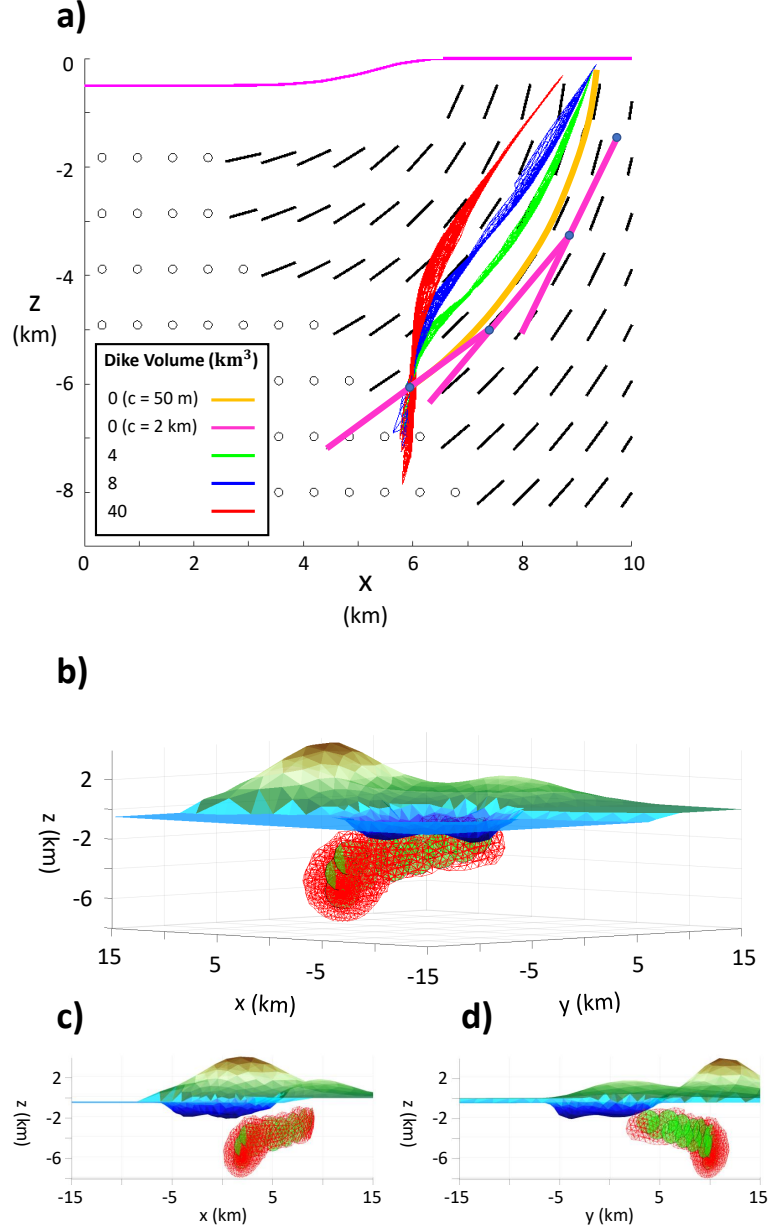 a)
0
-2
-4
-6
-8
z
(km)
Dike Volume (km³)
0 (c = 50 m)
0 (c = 2 km)
4
8
40
0 2 4 6 8 10
x
(km)
b)
2
-2
-6
z (km)
15 5 -5 -15 -5 5 15
x (km) y (km)
c)
2
-2
-6
z (km)
-15 -5 5 15
x (km)
d)
2
-2
-6
z (km)
-15 -5 5 15
y (km)